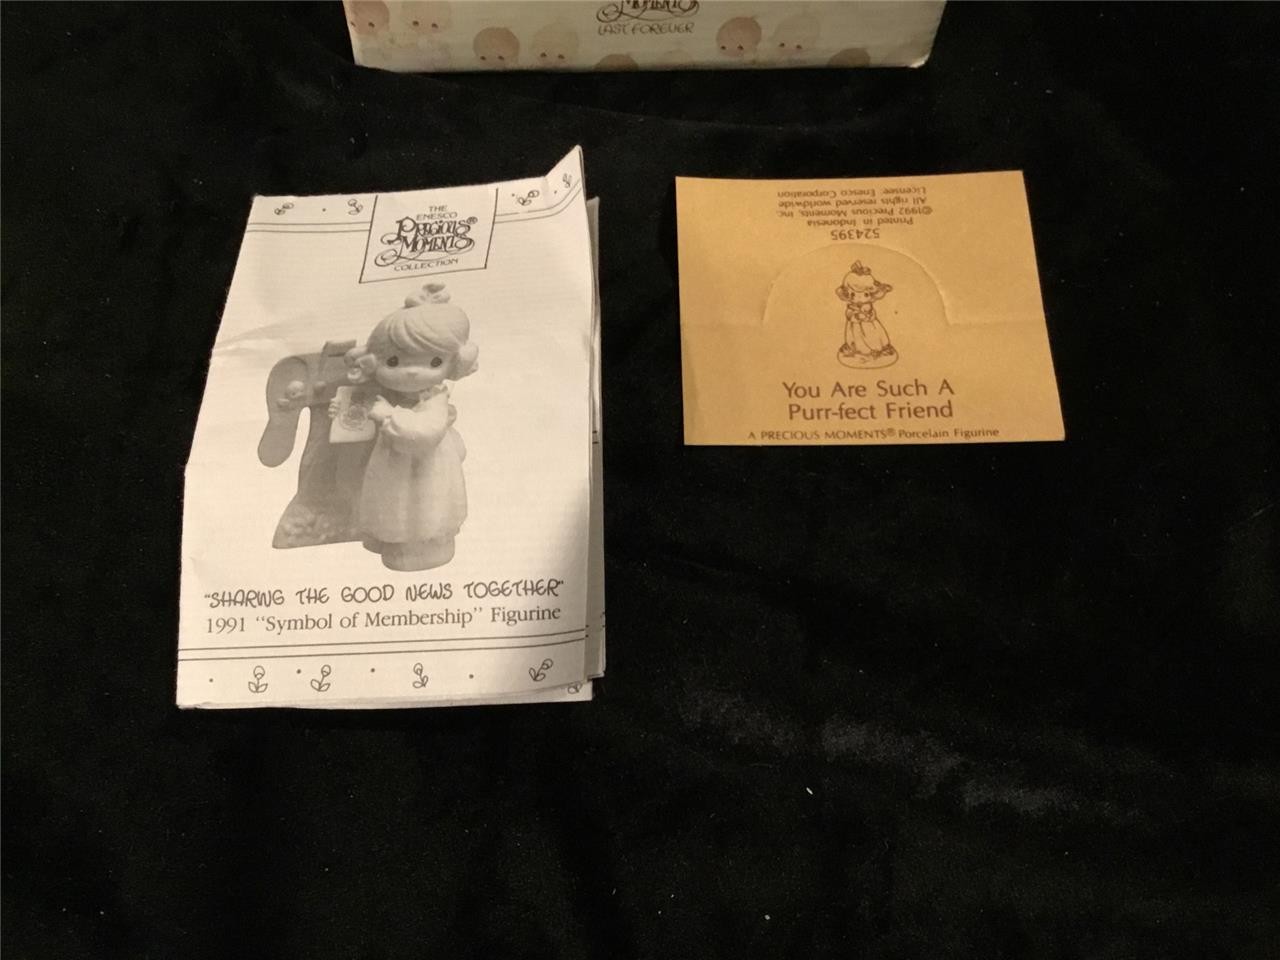 MOMENTS
LAST FOREVER
THE
ENESCO
PRECIOUS®
MOMENTS
COLLECTION
"SHARING THE GOOD NEWS TOGETHER"
1991 "Symbol of Membership" Figurine
524395
Printed in Indonesia
©1992 Precious Moments, Inc.
All rights reserved worldwide
Licensee: Enesco Corporation
You Are Such A
Purr-fect Friend
A PRECIOUS MOMENTS® Porcelain Figurine